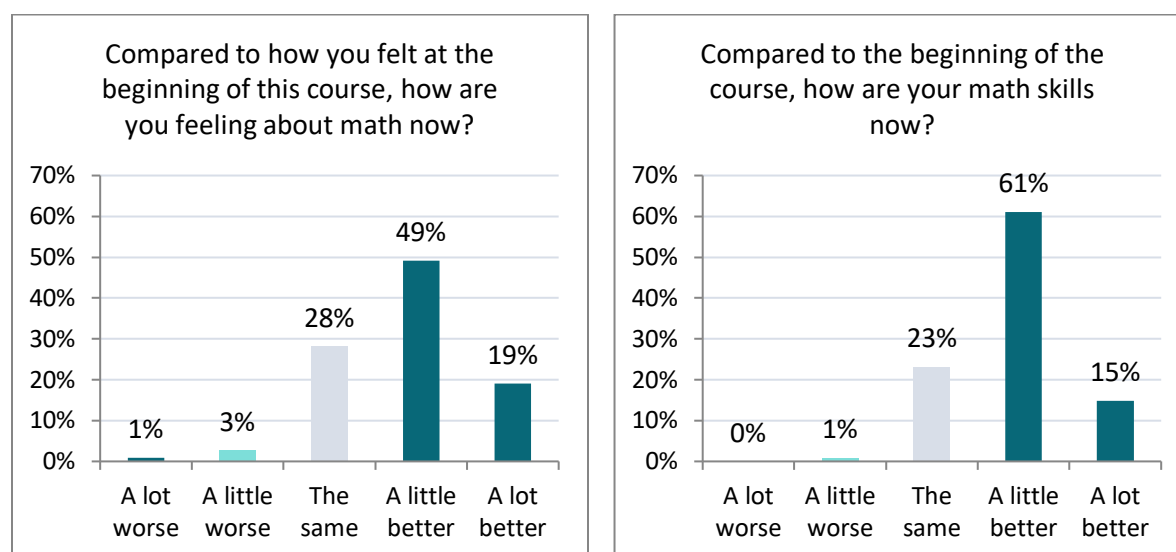 Compared to how you felt at the
beginning of this course, how are
you feeling about math now?
70%
60%
50%
40%
30%
20%
10%
0%
1%
3%
28%
49%
19%
A lot
worse
A little
worse
The
same
A little
better
A lot
better
Compared to the beginning of the
course, how are your math skills
now?
70%
60%
50%
40%
30%
20%
10%
0%
0%
1%
23%
61%
15%
A lot
worse
A little
worse
The
same
A little
better
A lot
better